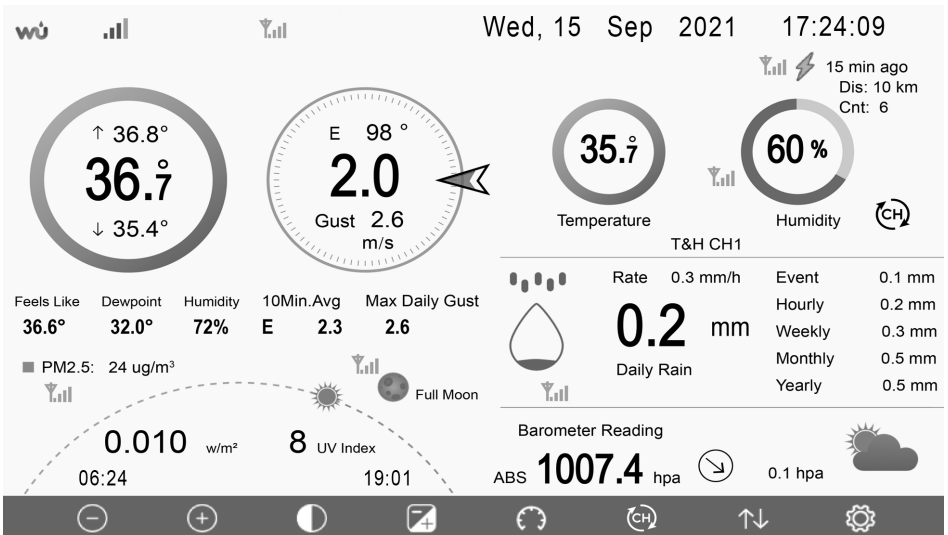 wu
Wed, 15 Sep 2021 17:24:09
15 min ago
Dis: 10 km
Cnt: 6
↑ 36.8°
36.7°
↓ 35.4°
E 98 °
2.0
Gust 2.6
m/s
35.7°
Temperature
60 %
Humidity
CH
T&H CH1
Feels Like Dewpoint Humidity 10Min.Avg Max Daily Gust
36.6° 32.0° 72% E 2.3 2.6
PM2.5: 24 ug/m³
Full Moon
0.010 w/m² 8 UV Index
06:24 19:01
Rate 0.3 mm/h
0.2 mm
Daily Rain
Event 0.1 mm
Hourly 0.2 mm
Weekly 0.3 mm
Monthly 0.5 mm
Yearly 0.5 mm
Barometer Reading
ABS 1007.4 hpa 0.1 hpa
CH